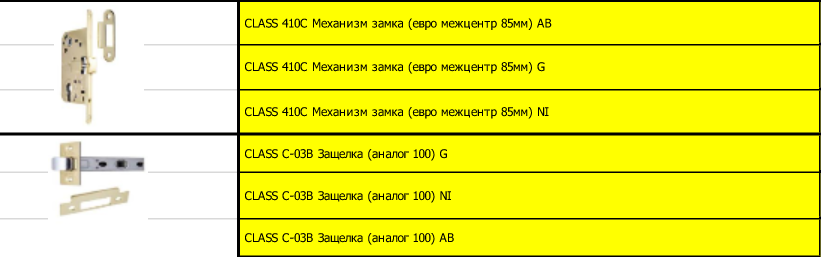 CLASS 410C Механизм замка (евро межцентр 85мм) AB
CLASS 410C Механизм замка (евро межцентр 85мм) G
CLASS 410C Механизм замка (евро межцентр 85мм) NI
CLASS C-03B Защелка (аналог 100) G
CLASS C-03B Защелка (аналог 100) NI
CLASS C-03B Защелка (аналог 100) AB